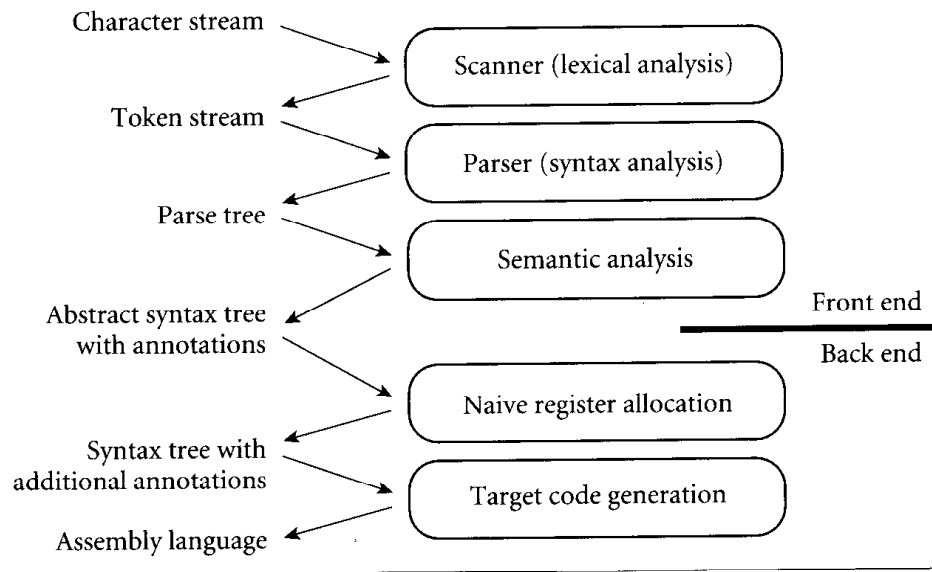 Character stream
Scanner (lexical analysis)
Token stream
Parser (syntax analysis)
Parse tree
Semantic analysis
Front end
Abstract syntax tree
with annotations
Back end
Naive register allocation
Syntax tree with
additional annotations
Target code generation
Assembly language